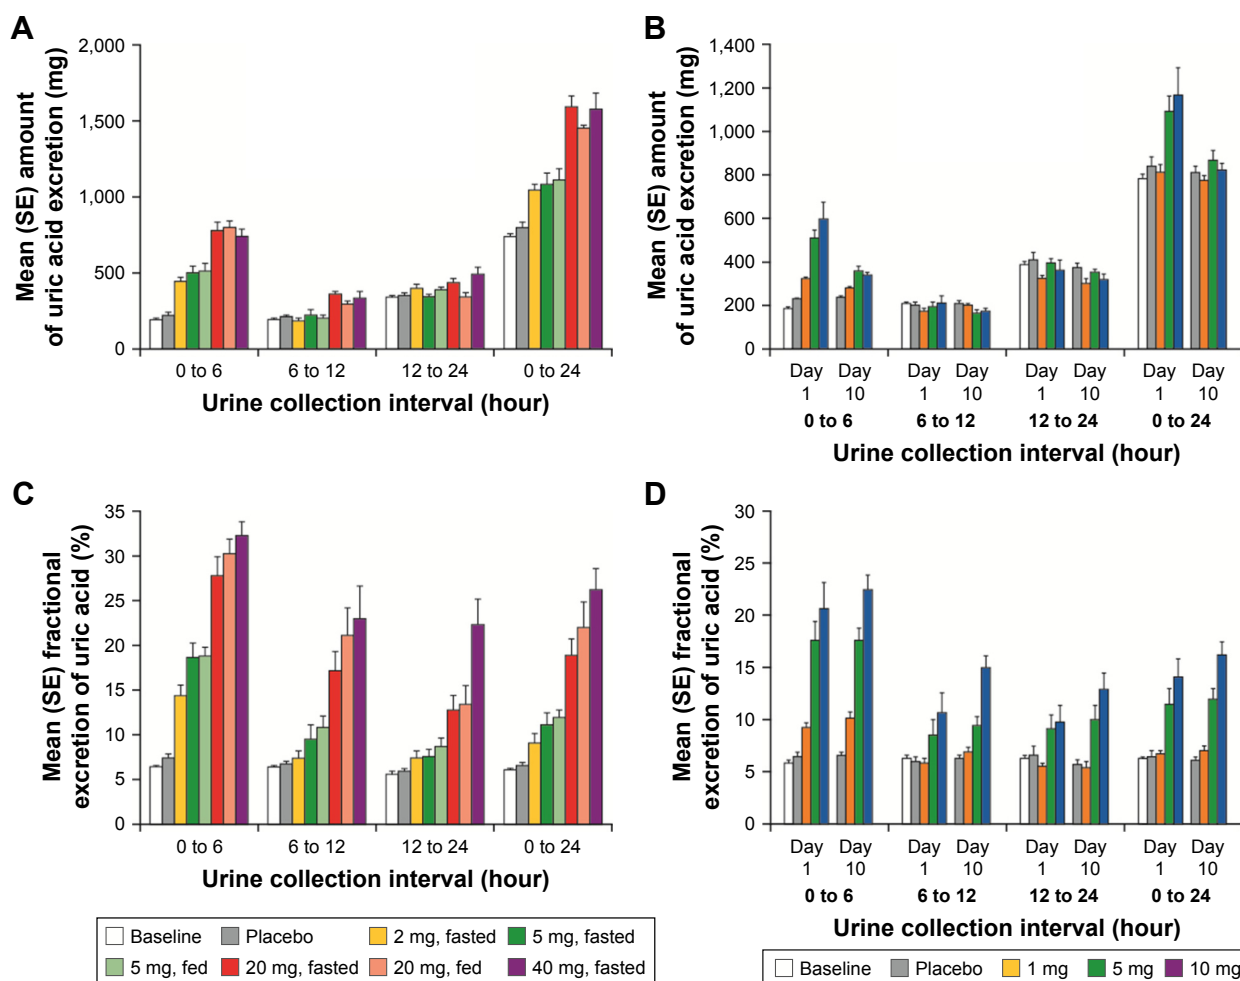 A
Mean (SE) amount
of uric acid excretion (mg)
2,000
1,500
1,000
500
0
0 to 6 6 to 12 12 to 24 0 to 24
Urine collection interval (hour)
B
Mean (SE) amount
of uric acid excretion (mg)
1,400
1,200
1,000
800
600
400
200
0
Day Day Day Day Day Day Day Day
1 10 1 10 1 10 1 10
0 to 6 6 to 12 12 to 24 0 to 24
Urine collection interval (hour)
C
Mean (SE) fractional
excretion of uric acid (%)
35
30
25
20
15
10
5
0
0 to 6 6 to 12 12 to 24 0 to 24
Urine collection interval (hour)
Baseline Placebo 2 mg, fasted 5 mg, fasted
5 mg, fed 20 mg, fasted 20 mg, fed 40 mg, fasted
D
Mean (SE) fractional
excretion of uric acid (%)
30
25
20
15
10
5
0
Day Day Day Day Day Day Day Day
1 10 1 10 1 10 1 10
0 to 6 6 to 12 12 to 24 0 to 24
Urine collection interval (hour)
Baseline Placebo 1 mg 5 mg 10 mg